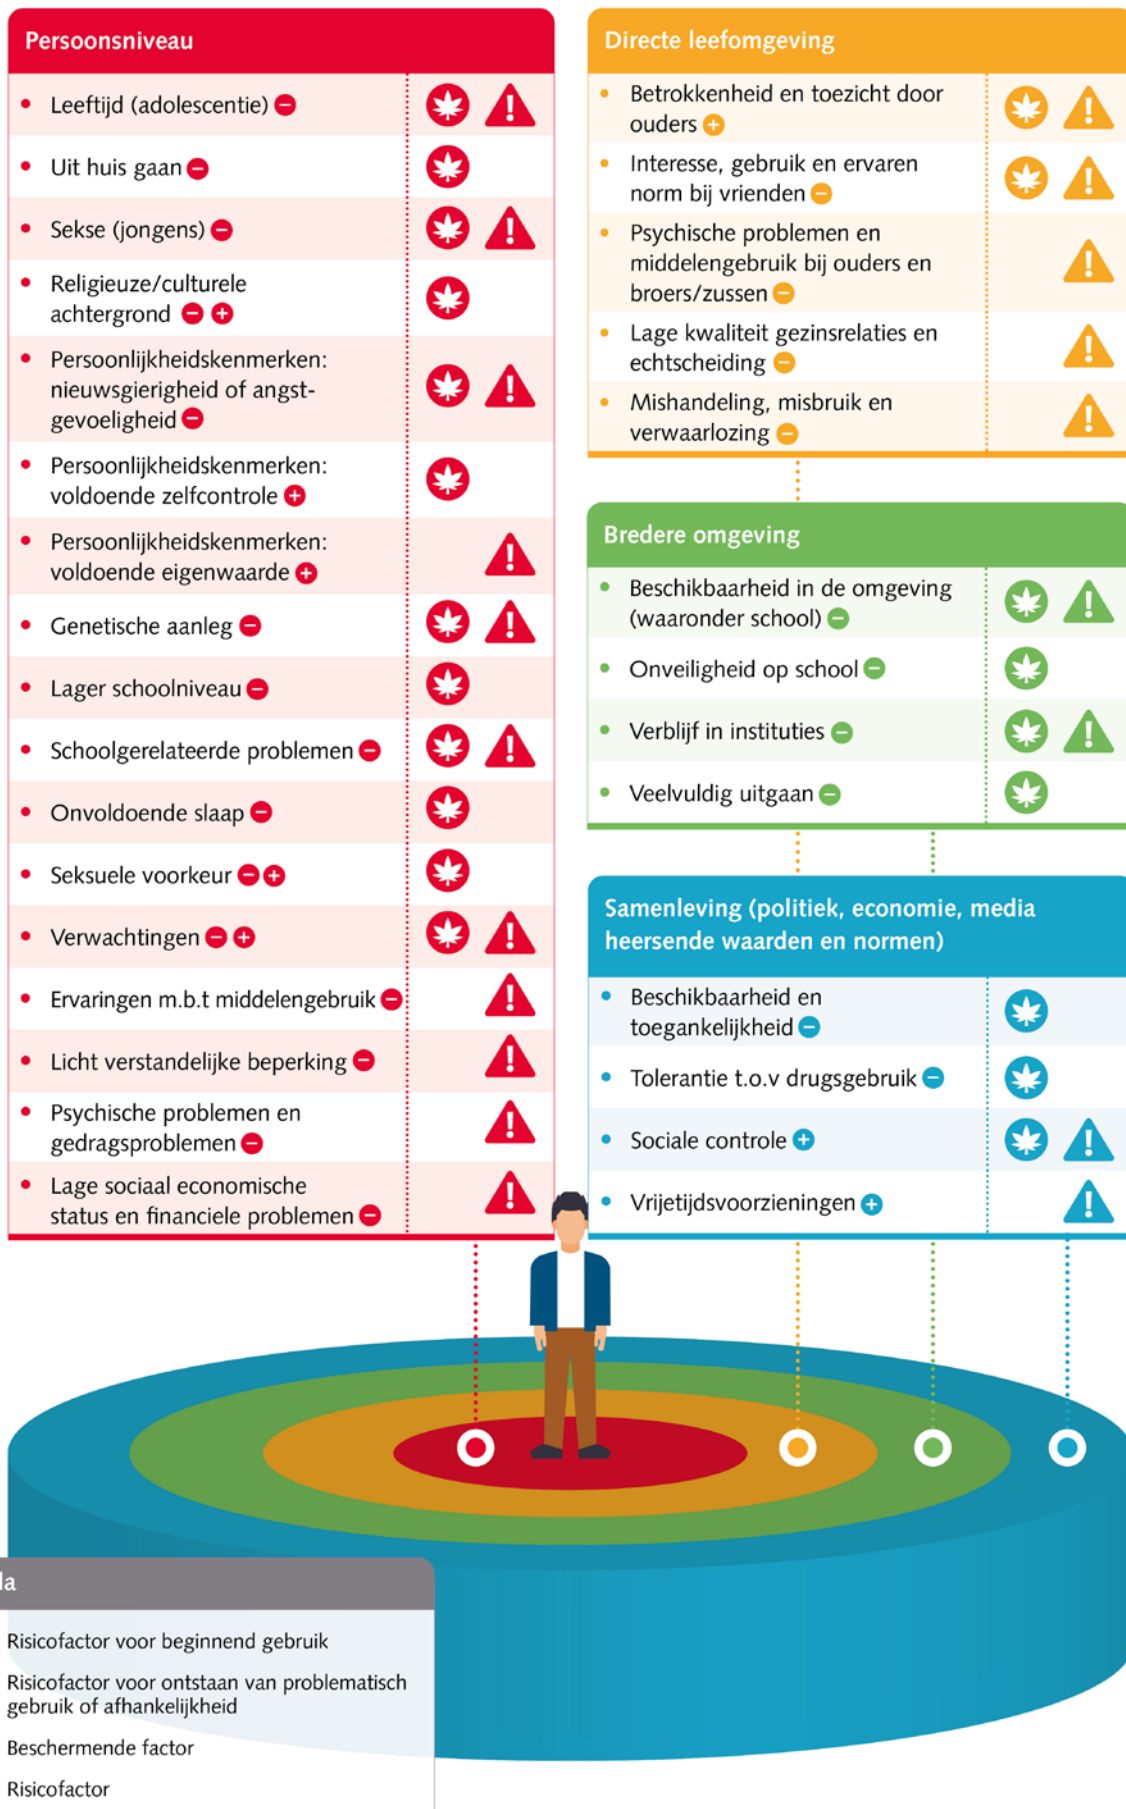 Persoonsniveau
Leeftijd (adolescentie)
Uit huis gaan
Sekse (jongens)
Religieuze/culturele
achtergrond
Persoonlijkheidskenmerken:
nieuwsgierigheid of angst-
gevoeligheid
Persoonlijkheidskenmerken:
voldoende zelfcontrole
Persoonlijkheidskenmerken:
voldoende eigenwaarde
Genetische aanleg
Lager schoolniveau
Schoolgerelateerde problemen
Onvoldoende slaap
Seksuele voorkeur
Verwachtingen
Ervaringen m.b.t middelengebruik
Licht verstandelijke beperking
Psychische problemen en
gedragsproblemen
Lage sociaal economische
status en financiele problemen
Directe leefomgeving
Betrokkenheid en toezicht door
ouders
Interesse, gebruik en ervaren
norm bij vrienden
Psychische problemen en
middelengebruik bij ouders en
broers/zussen
Lage kwaliteit gezinsrelaties en
echtscheiding
Mishandeling, misbruik en
verwaarlozing
Bredere omgeving
Beschikbaarheid in de omgeving
(waaronder school)
Onveiligheid op school
Verblijf in instituties
Veelvuldig uitgaan
Samenleving (politiek, economie, media
heersende waarden en normen)
Beschikbaarheid en
toegankelijkheid
Tolerantie t.o.v drugsgebruik
Sociale controle
Vrijetijdsvoorzieningen
da
Risicofactor voor beginnend gebruik
Risicofactor voor ontstaan van problematisch
gebruik of afhankelijkheid
Beschermende factor
Risicofactor